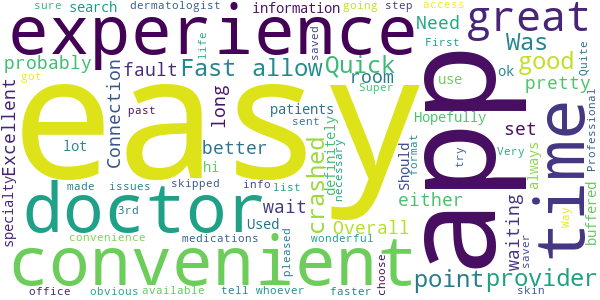 sure search dermatologist information going step access
experience great
probably Fast allow Quick Need Was good
fault room pretty
Excellent specialty Connection long
easy app time
saved life First Quite
got Super use ok set
past patients sent Hopefully
lot better
hi crashed definitely necessary
either Should format try Very always Professional buffered
doctor wait
made issues skipped info list
3rd Used Overall
convenience medications pleased wonderful choose
Waiting saver Way
convenient point provider
office obvious available tell whoever faster skin